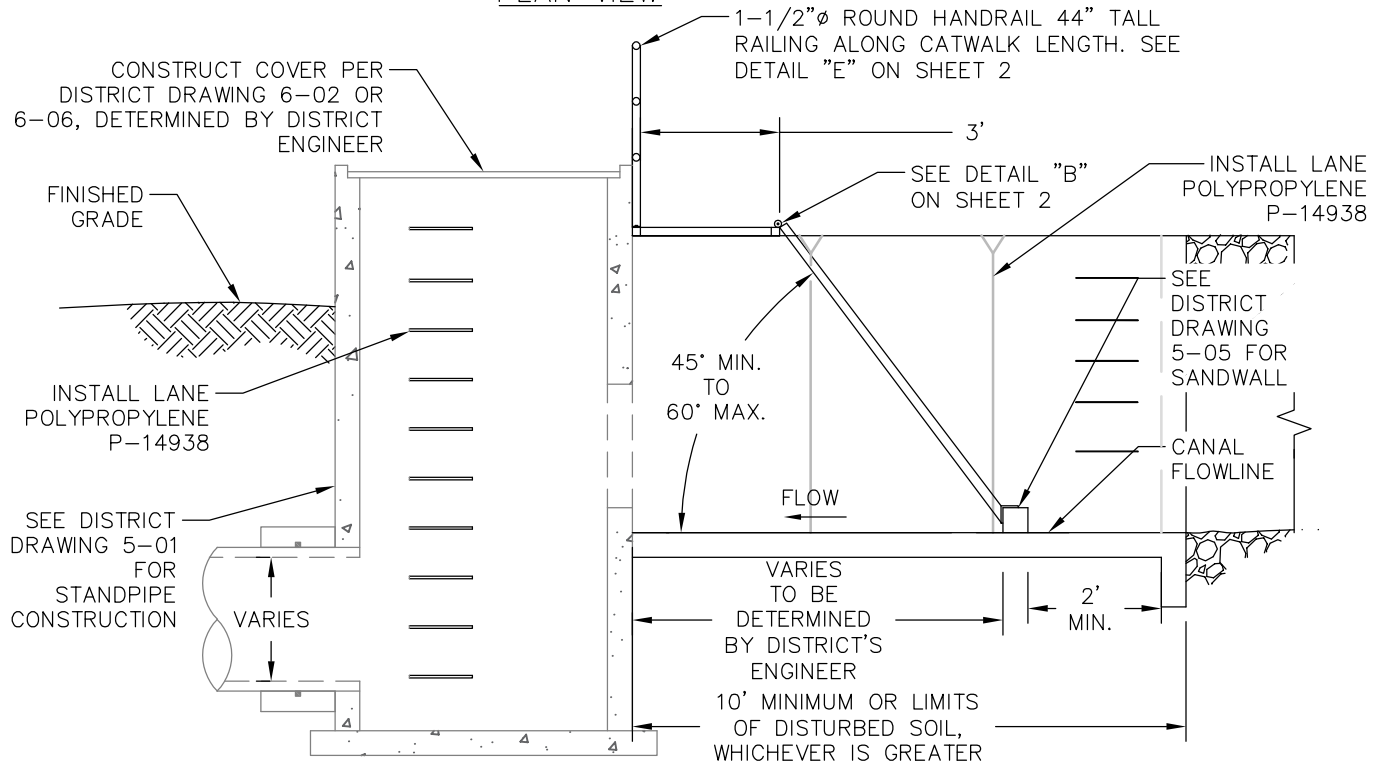 PLAN VIEW
1-1/2"ø ROUND HANDRAIL 44" TALL
RAILING ALONG CATWALK LENGTH. SEE
DETAIL "E" ON SHEET 2
CONSTRUCT COVER PER
DISTRICT DRAWING 6-02 OR
6-06, DETERMINED BY DISTRICT
ENGINEER
3'
SEE DETAIL "B"
ON SHEET 2
INSTALL LANE
POLYPROPYLENE
P-14938
FINISHED
GRADE
SEE
DISTRICT
DRAWING
5-05 FOR
SANDWALL
45° MIN.
TO
60° MAX.
INSTALL LANE
POLYPROPYLENE
P-14938
CANAL
FLOWLINE
FLOW
SEE DISTRICT
DRAWING 5-01
FOR
STANDPIPE
CONSTRUCTION
VARIES
VARIES
TO BE
DETERMINED
BY DISTRICT'S
ENGINEER
2'
MIN.
10' MINIMUM OR LIMITS
OF DISTURBED SOIL,
WHICHEVER IS GREATER